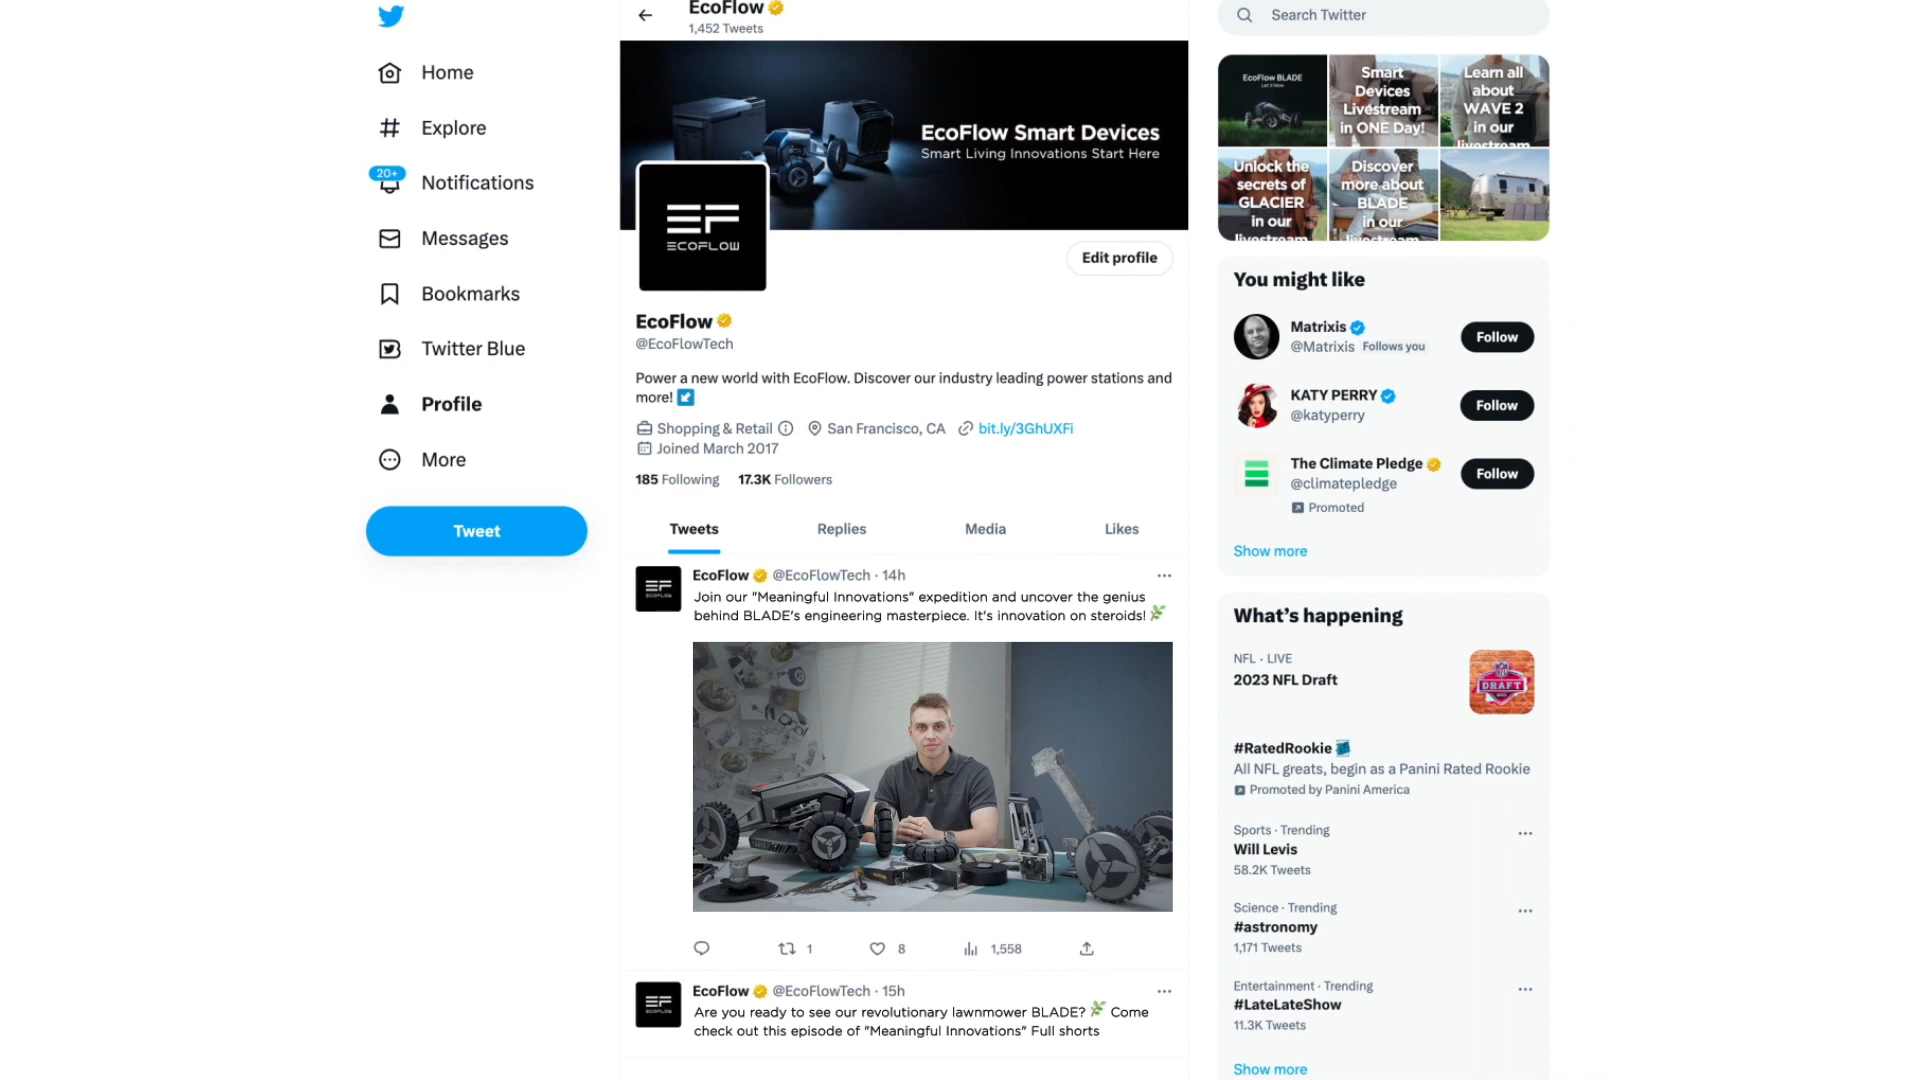 Home
Explore
20+
Notifications
Messages
Bookmarks
Twitter Blue
Profile
More
Tweet
EcoFlow
1,452 Tweets
EcoFlow Smart Devices
Smart Living Innovations Start Here
EF
ECOFLOW
Edit profile
EcoFlow
@EcoFlowTech
Power a new world with EcoFlow. Discover our industry leading power stations and
more! ↙️
Shopping & Retail San Francisco, CA bit.ly/3GhUXFi
Joined March 2017
185 Following 17.3K Followers
Tweets Replies Media Likes
EcoFlow @EcoFlowTech · 14h
Join our "Meaningful Innovations" expedition and uncover the genius
behind BLADE's engineering masterpiece. It's innovation on steroids! 🌿
1 8 1,558
EcoFlow @EcoFlowTech · 15h
Are you ready to see our revolutionary lawnmower BLADE? 🌿 Come
check out this episode of "Meaningful Innovations" Full shorts
Search Twitter
EcoFlow BLADE
Smart
Devices
Livestream
in ONE Day!
Learn all
about
WAVE 2
in our
livestream
Unlock the
secrets of
GLACIER
in our
livestream
Discover
more about
BLADE
in our
livestream
You might like
Matrixis
@Matrixis Follows you
Follow
KATY PERRY
@katyperry
Follow
The Climate Pledge
@climatepledge
Promoted
Follow
Show more
What's happening
NFL · LIVE
2023 NFL Draft
DRAFT
#RatedRookie
All NFL greats, begin as a Panini Rated Rookie
Promoted by Panini America
Sports · Trending
Will Levis
58.2K Tweets
Science · Trending
#astronomy
1,171 Tweets
Entertainment · Trending
#LateLateShow
11.3K Tweets
Show more